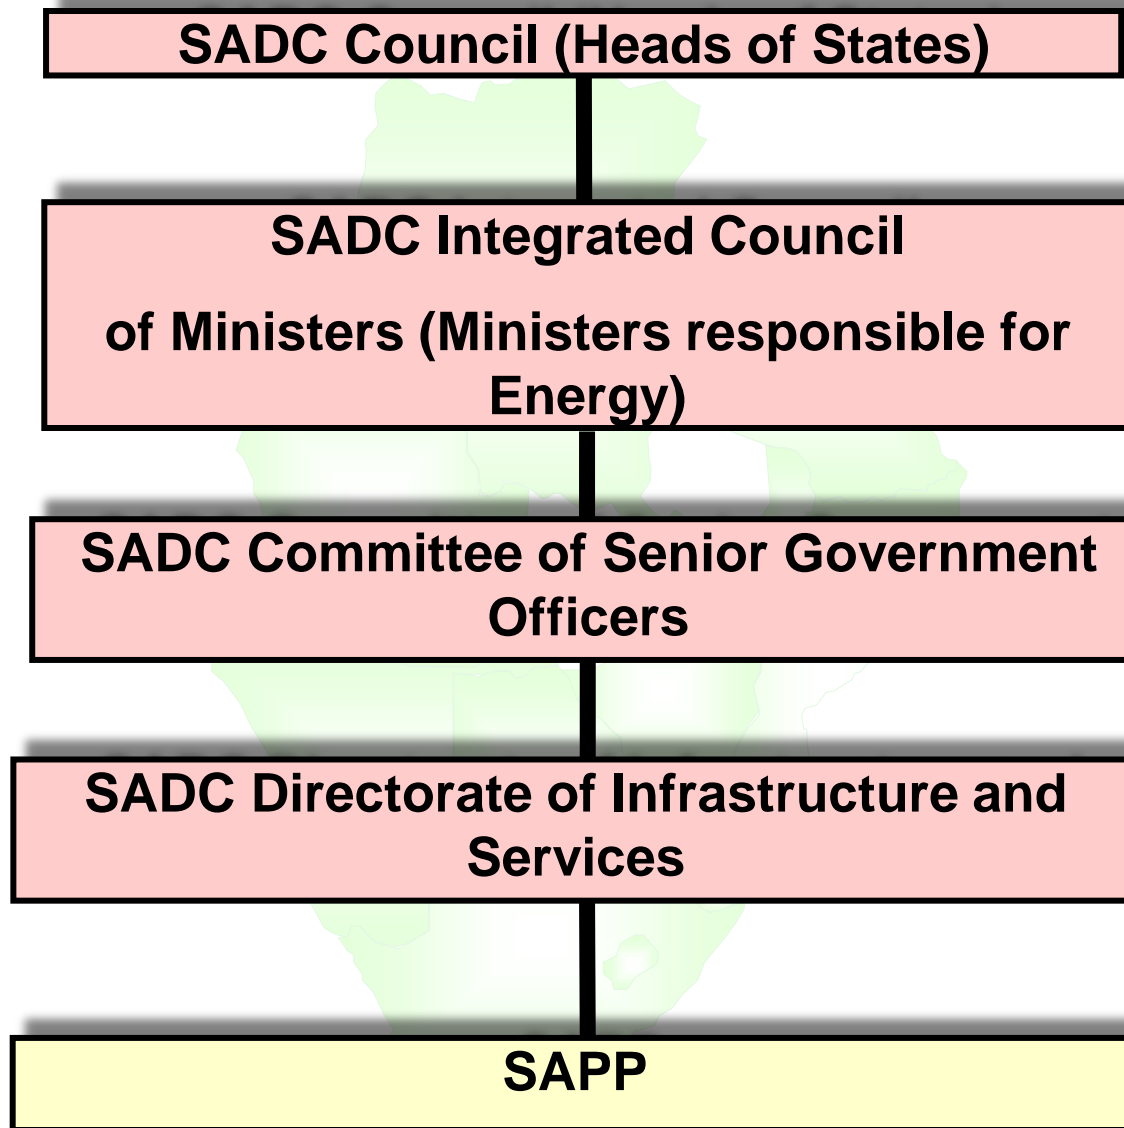 SADC Council (Heads of States)
SADC Integrated Council
of Ministers (Ministers responsible for
Energy)
SADC Committee of Senior Government
Officers
SADC Directorate of Infrastructure and
Services
SAPP